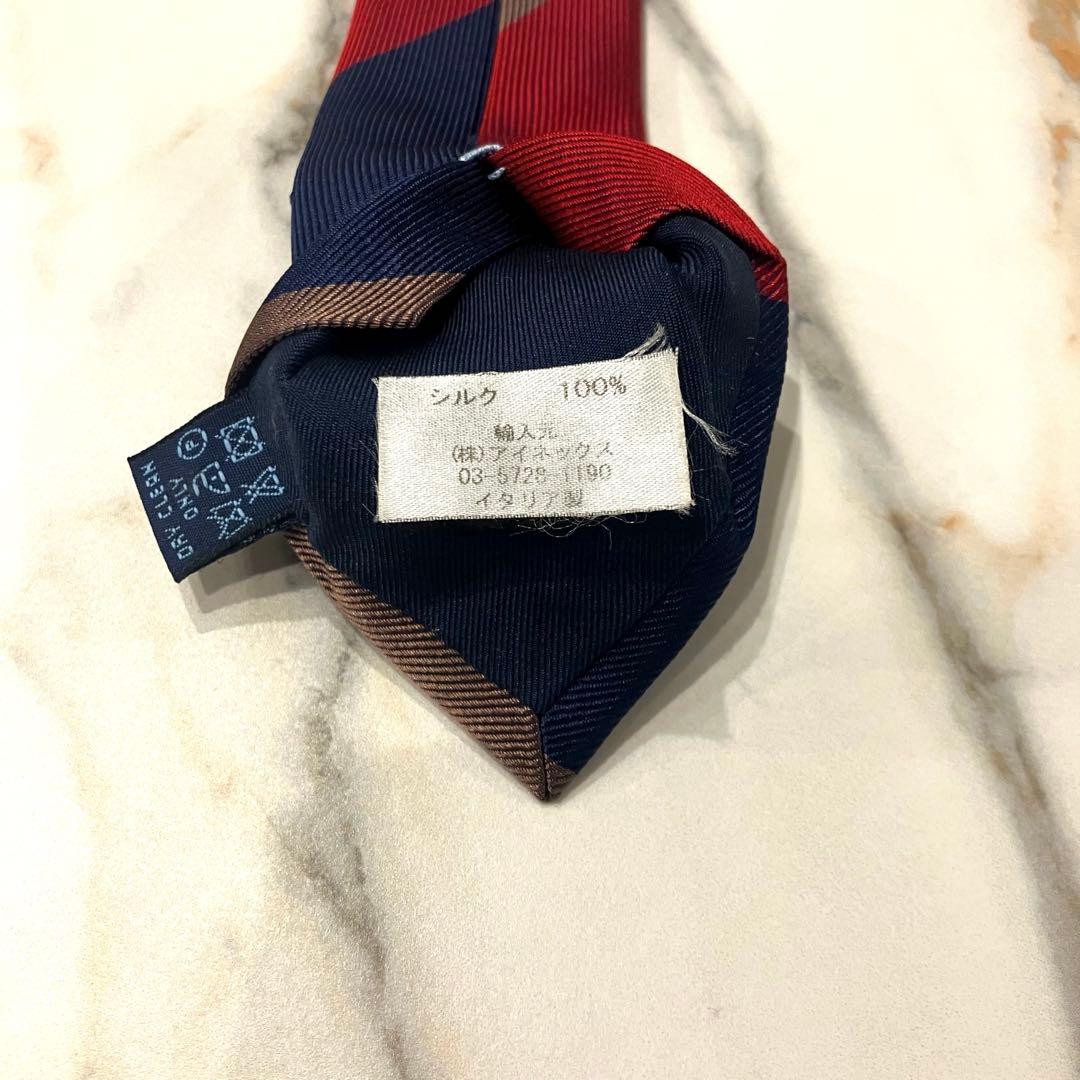 シルク 100%
輸入元
(株)アイネックス
03-5728-1190
イタリア製
DRY CLEAN
ONLY
P